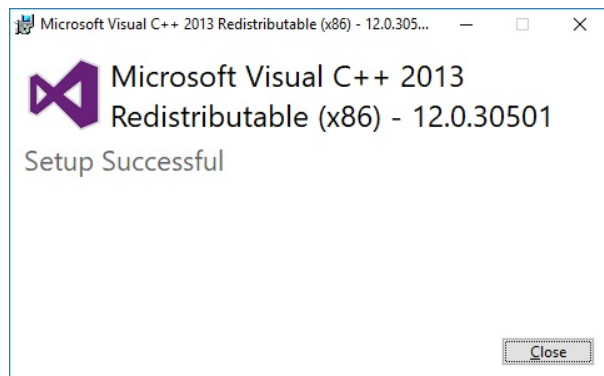 Microsoft Visual C++ 2013 Redistributable (x86) - 12.0.305...
Microsoft Visual C++ 2013
Redistributable (x86) - 12.0.30501
Setup Successful
Close